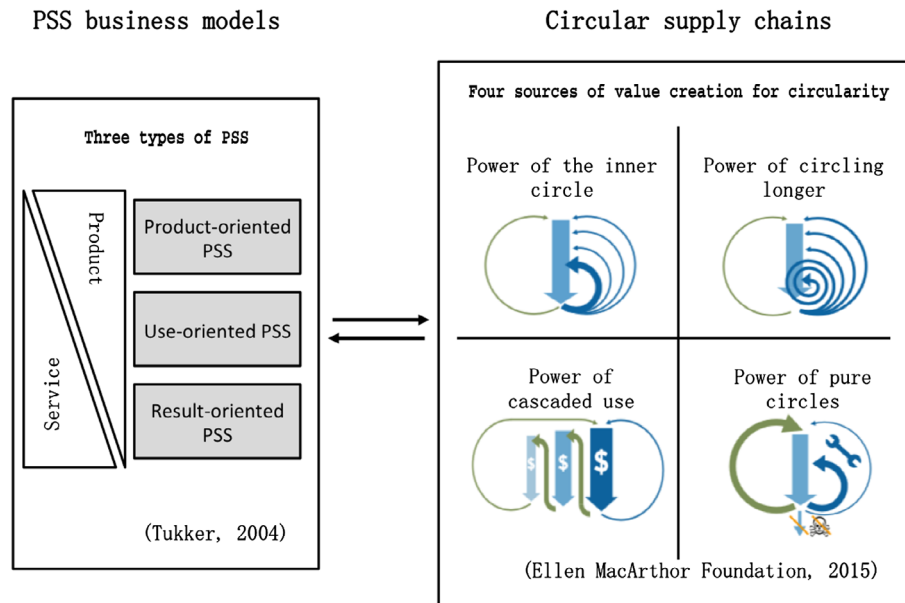 PSS business models
Circular supply chains
Three types of PSS
Product
Service
Product-oriented
PSS
Use-oriented PSS
Result-oriented
PSS
(Tukker, 2004)
Four sources of value creation for circularity
Power of the inner
circle
Power of circling
longer
Power of
cascaded use
$
$
$
Power of pure
circles
(Ellen MacArthor Foundation, 2015)